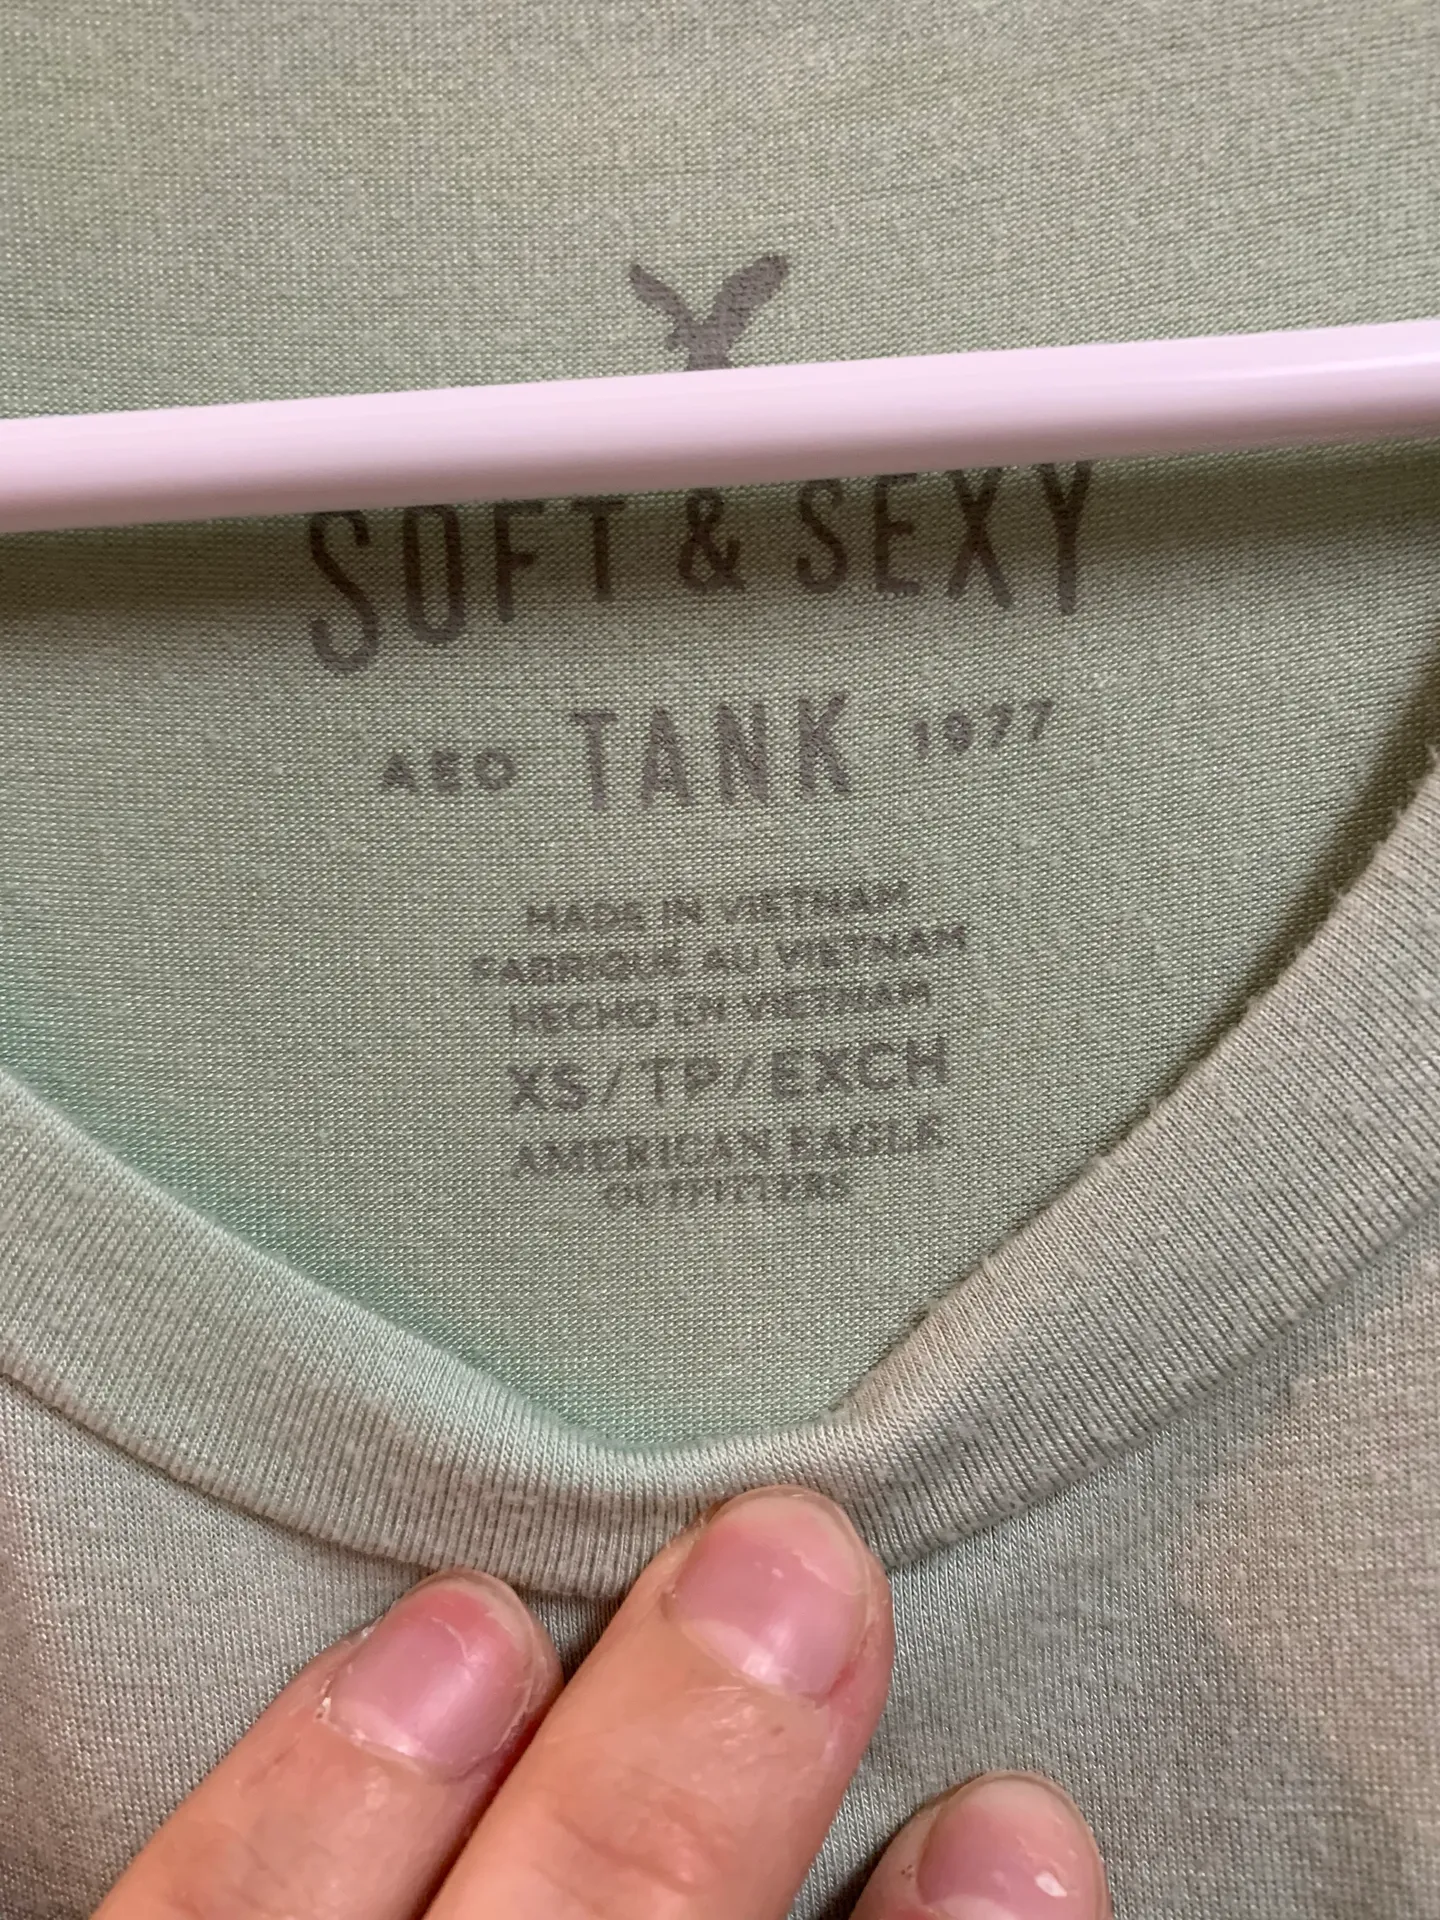 SOFT & SEXY
AEO TANK 1977
MADE IN VIETNAM
FABRIQUÉ AU VIETNAM
HECHO EN VIETNAM
XS/TP/EXCH
AMERICAN EAGLE
OUTFITTERS